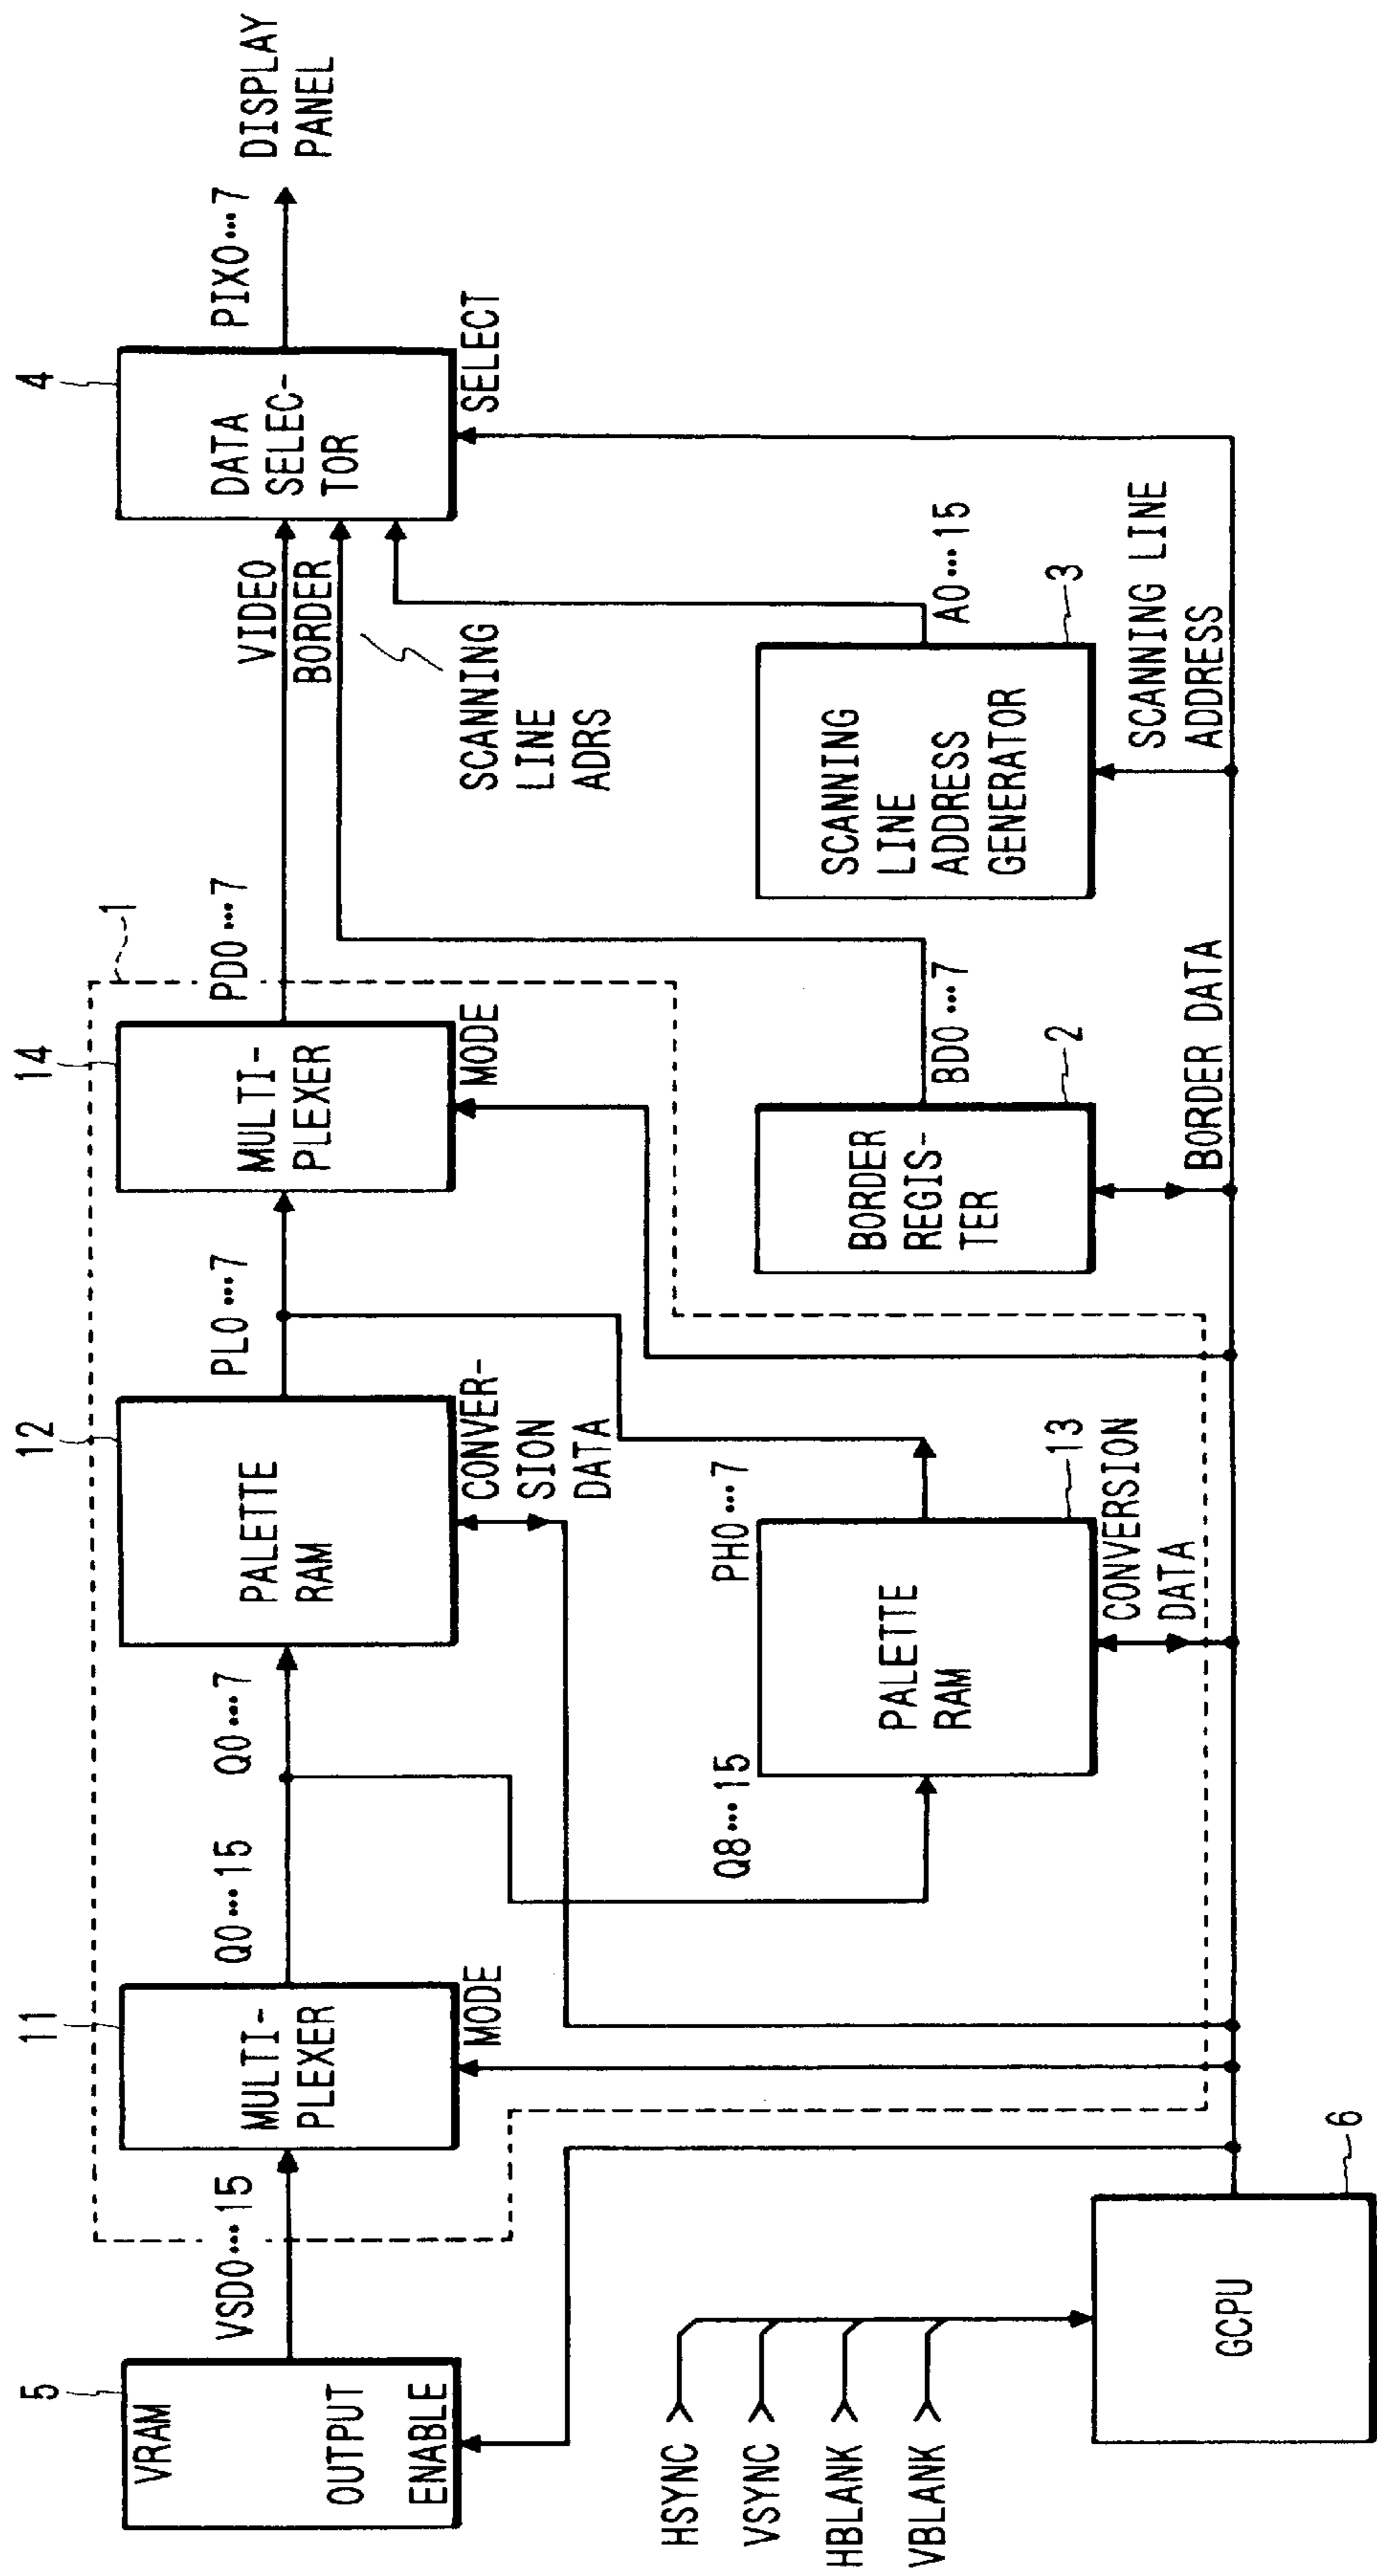 5
VRAM
OUTPUT
ENABLE
VSD0•••15
11
MULTI-
PLEXER
MODE
Q0•••15
Q0•••7
12
PALETTE
RAM
CONVER-
SION
DATA
PL0•••7
14
MULTI-
PLEXER
MODE
PD0•••7
1
VIDEO
BORDER
SCANNING
LINE
ADRS
4
DATA
SELEC-
TOR
SELECT
PIX0•••7
DISPLAY
PANEL
HSYNC
VSYNC
HBLANK
VBLANK
GCPU
6
Q8•••15
PALETTE
RAM
PH0•••7
13
CONVERSION
DATA
BORDER
REGIS-
TER
BD0•••7
2
BORDER DATA
SCANNING
LINE
ADDRESS
GENERATOR
A0•••15
3
SCANNING LINE
ADDRESS